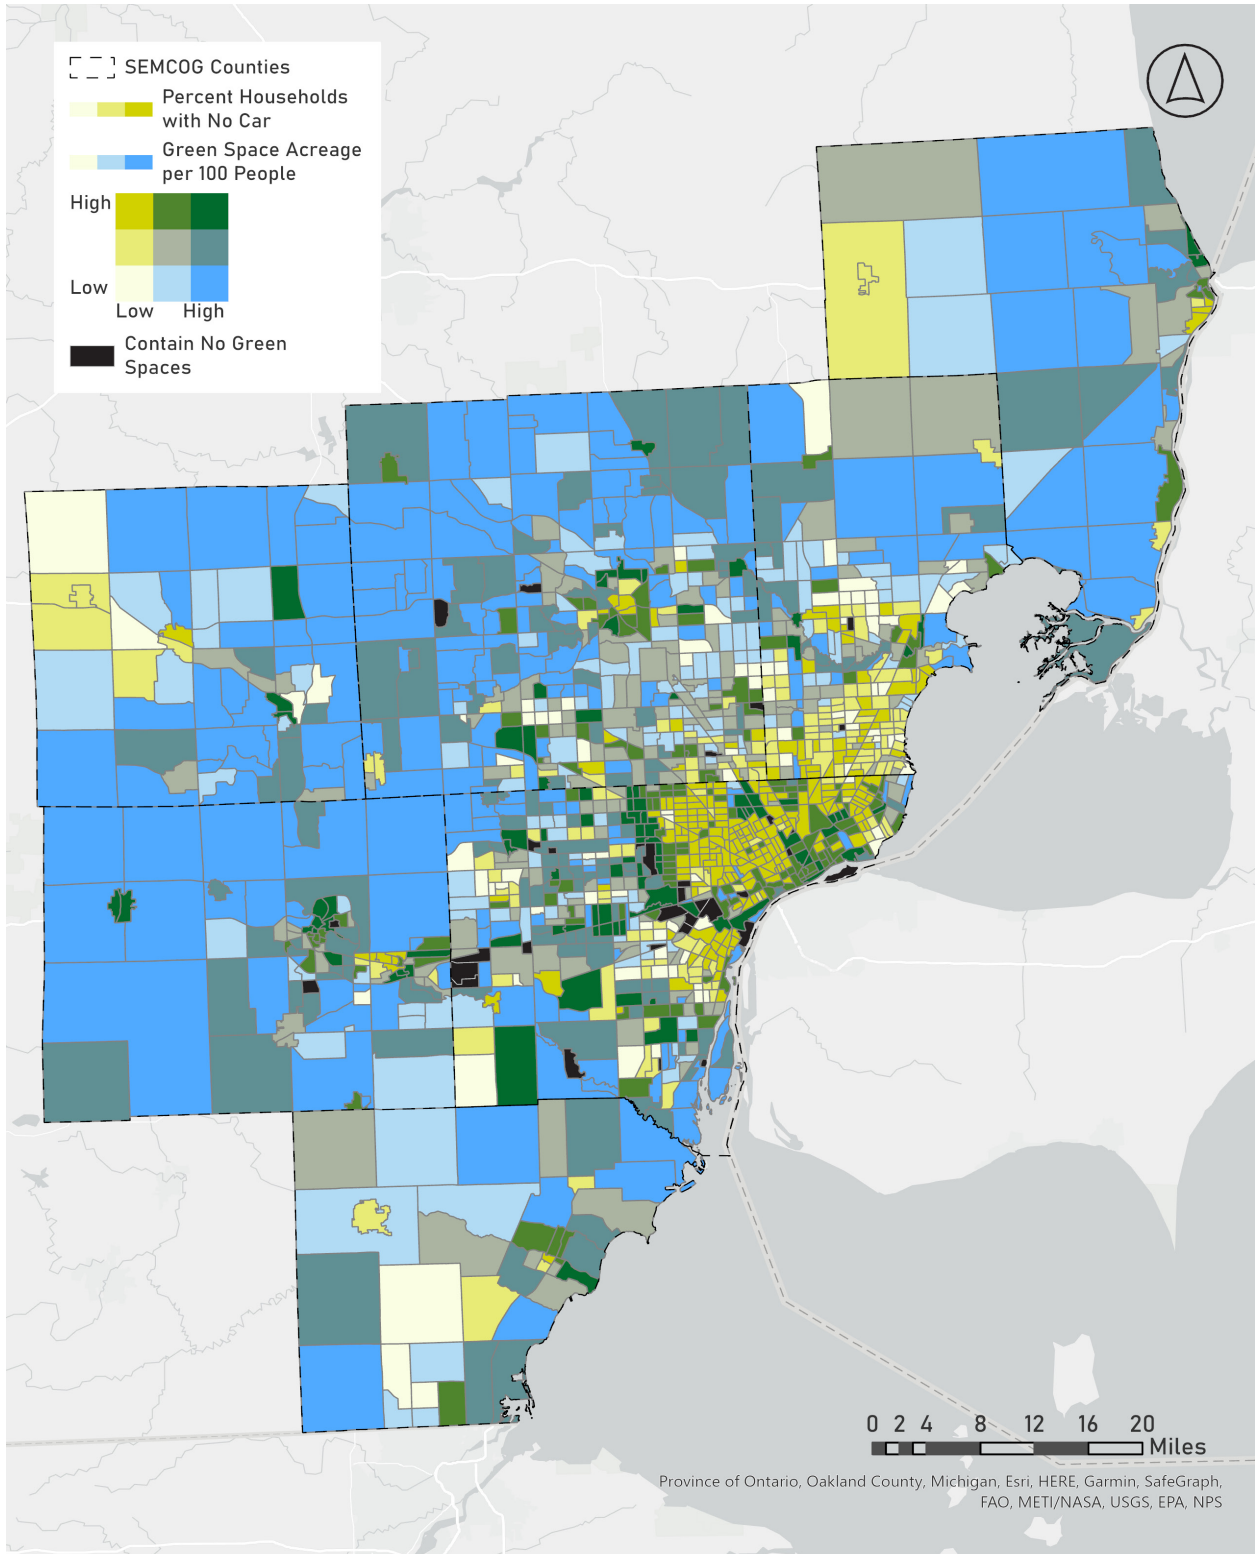 SEMCOG Counties
Percent Households
with No Car
Green Space Acreage
per 100 People
High
Low
Low High
Contain No Green
Spaces
0 2 4 8 12 16 20
Miles
Province of Ontario, Oakland County, Michigan, Esri, HERE, Garmin, SafeGraph,
FAO, METI/NASA, USGS, EPA, NPS